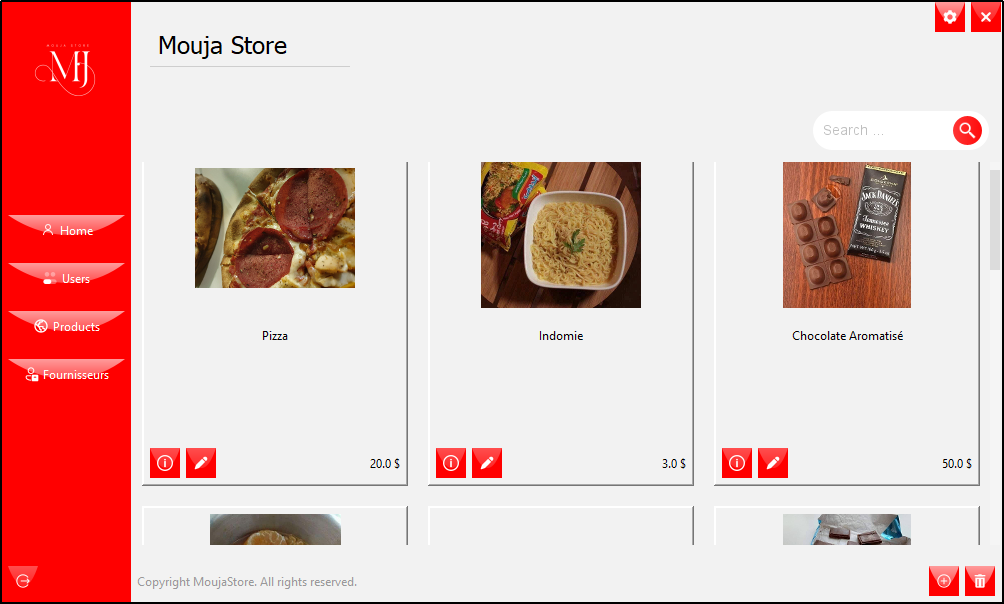 MOUJA STORE
MJ
Mouja Store
Search ...
Home
Users
Products
Fournisseurs
JACK DANIEL'S
Tennessee
WHISKEY
Pizza
Indomie
Chocolate Aromatisé
20.0 $
3.0 $
50.0 $
Copyright MoujaStore. All rights reserved.